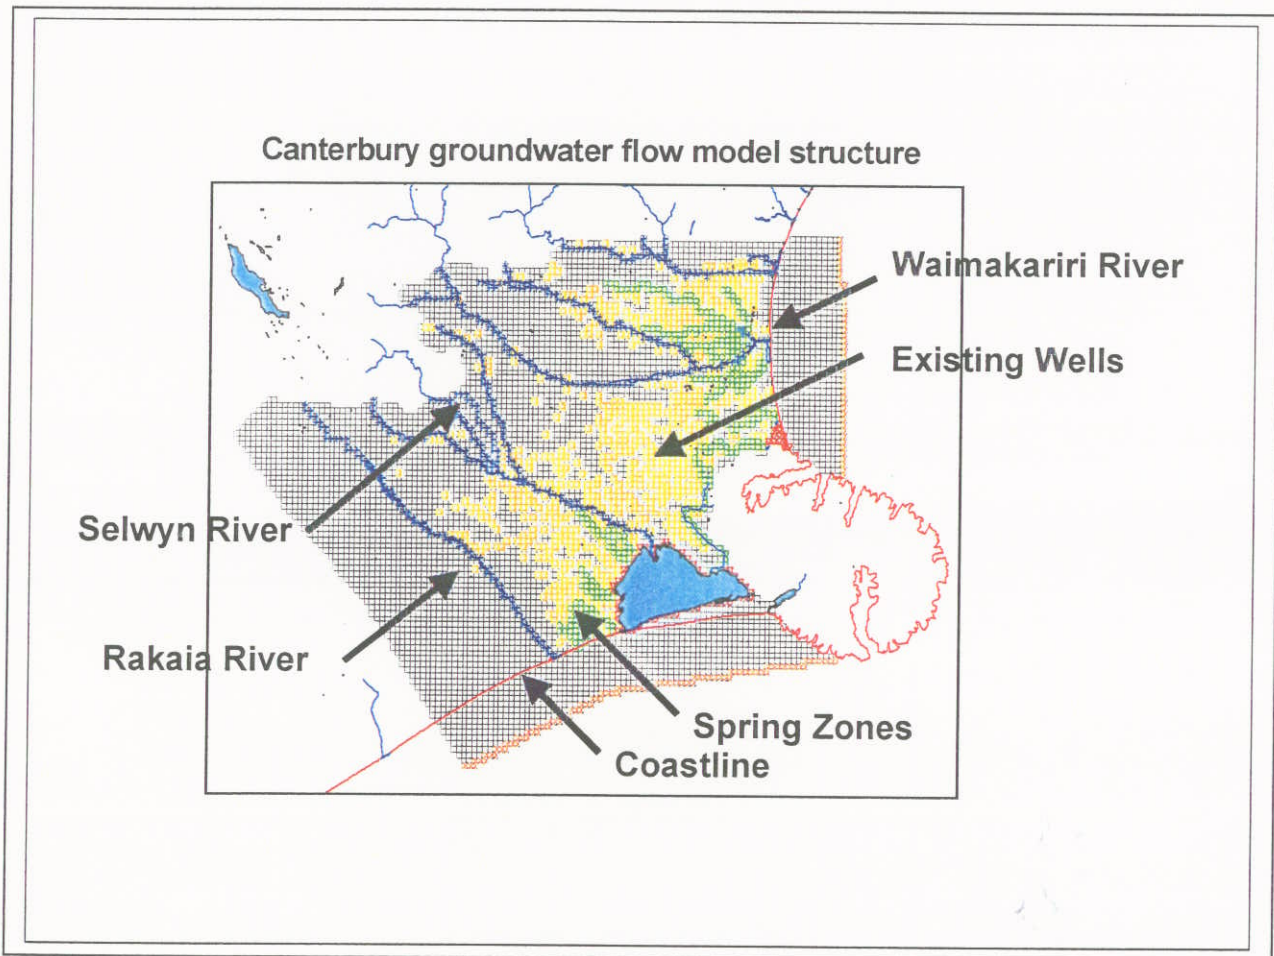 Canterbury groundwater flow model structure
Waimakariri River
Existing Wells
Selwyn River
Rakaia River
Spring Zones
Coastline